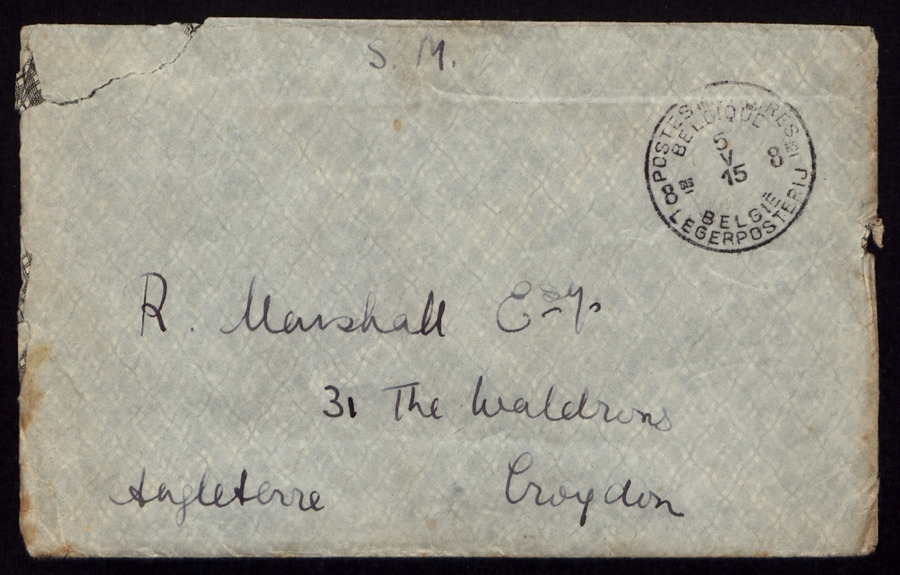 S. M.
POSTES MILITAIRES
BELGIQUE
5
V
15
8
8
BELGIË
LEGERPOSTERIJ
R. Marshall Esq.
31 The Waldrons
Croydon
Angleterre